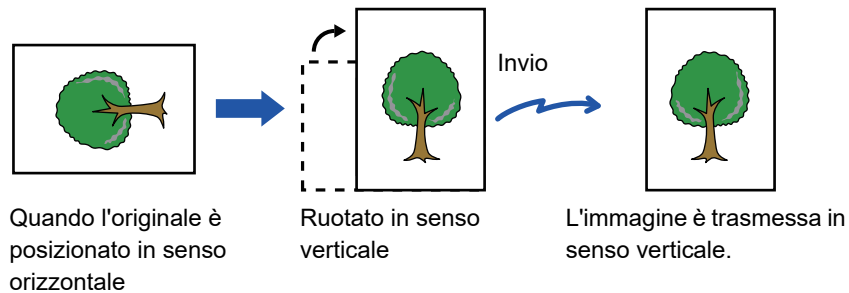 Invio
Quando l'originale è
posizionato in senso
orizzontale
Ruotato in senso
verticale
L'immagine è trasmessa in
senso verticale.